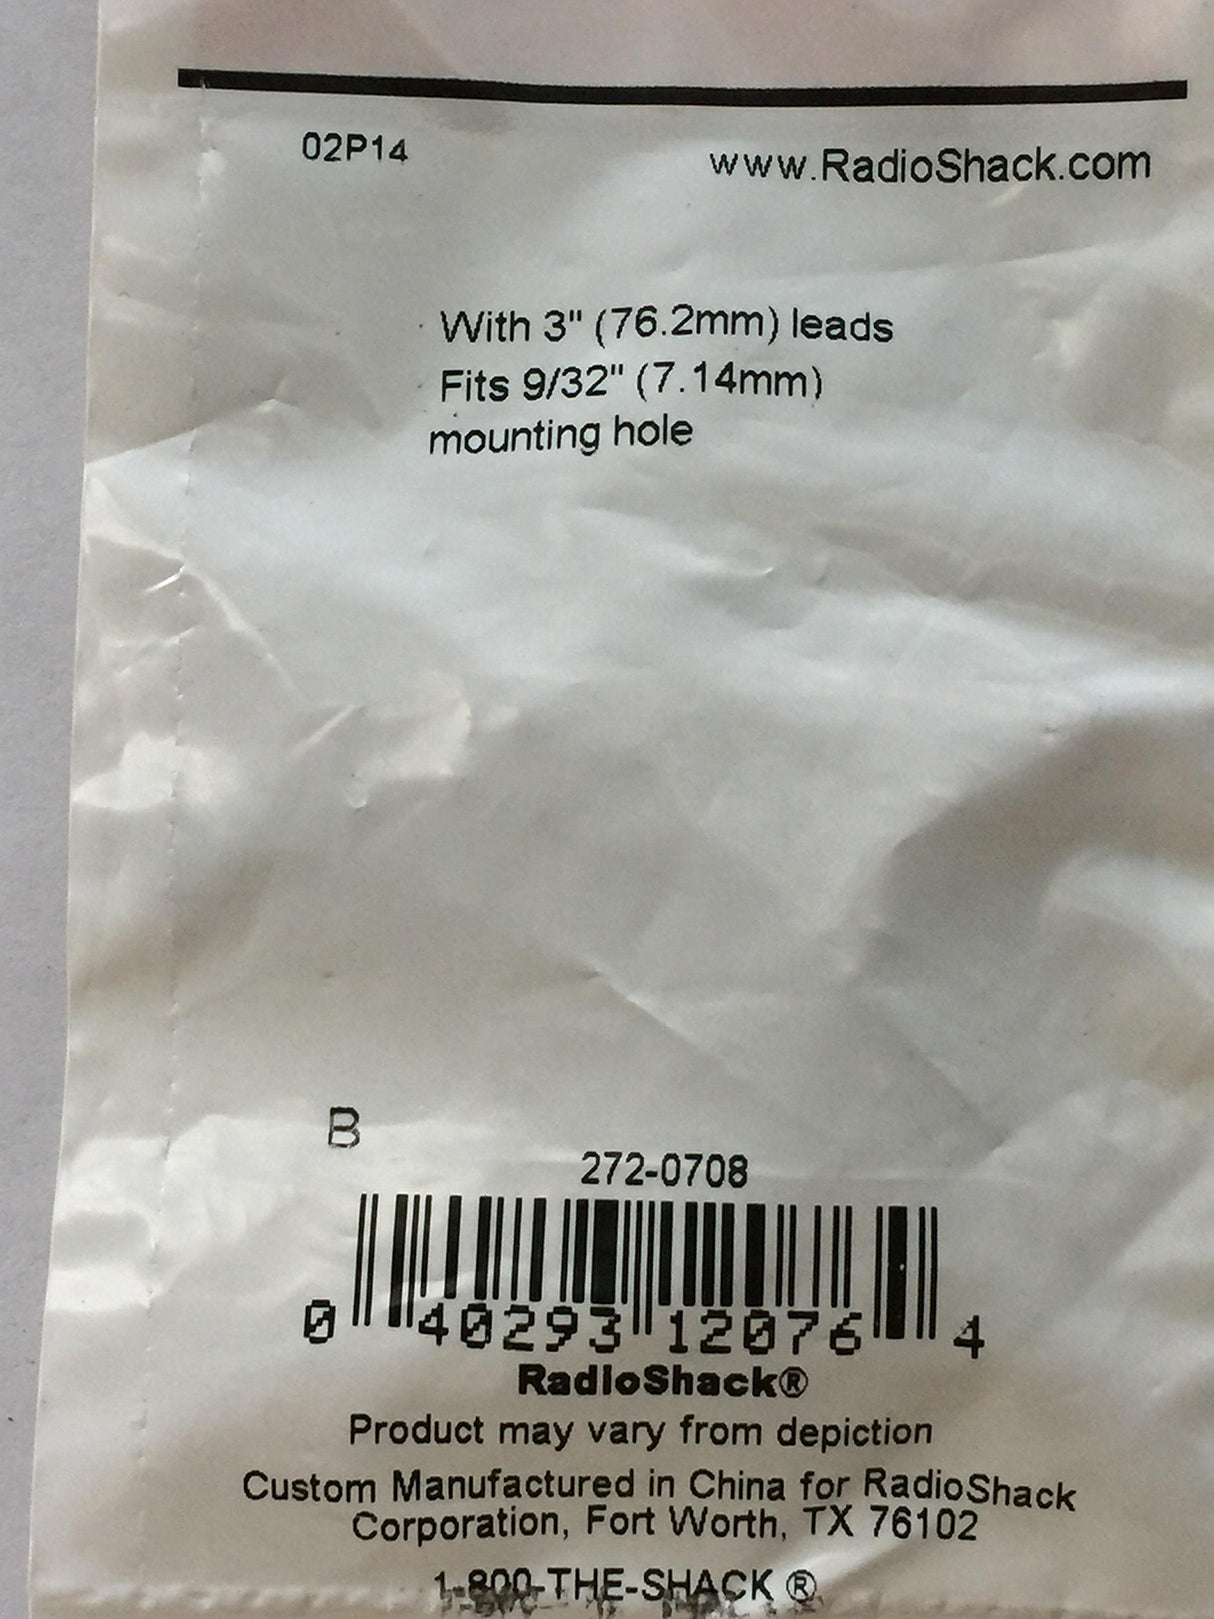 02P14
www.RadioShack.com
· With 3" (76.2mm) leads
· Fits 9/32" (7.14mm)
mounting hole
B
272-0708
0 40293 12076 4
RadioShack®
Product may vary from depiction
Custom Manufactured in China for RadioShack
Corporation, Fort Worth, TX 76102
1-800-THE-SHACK ®